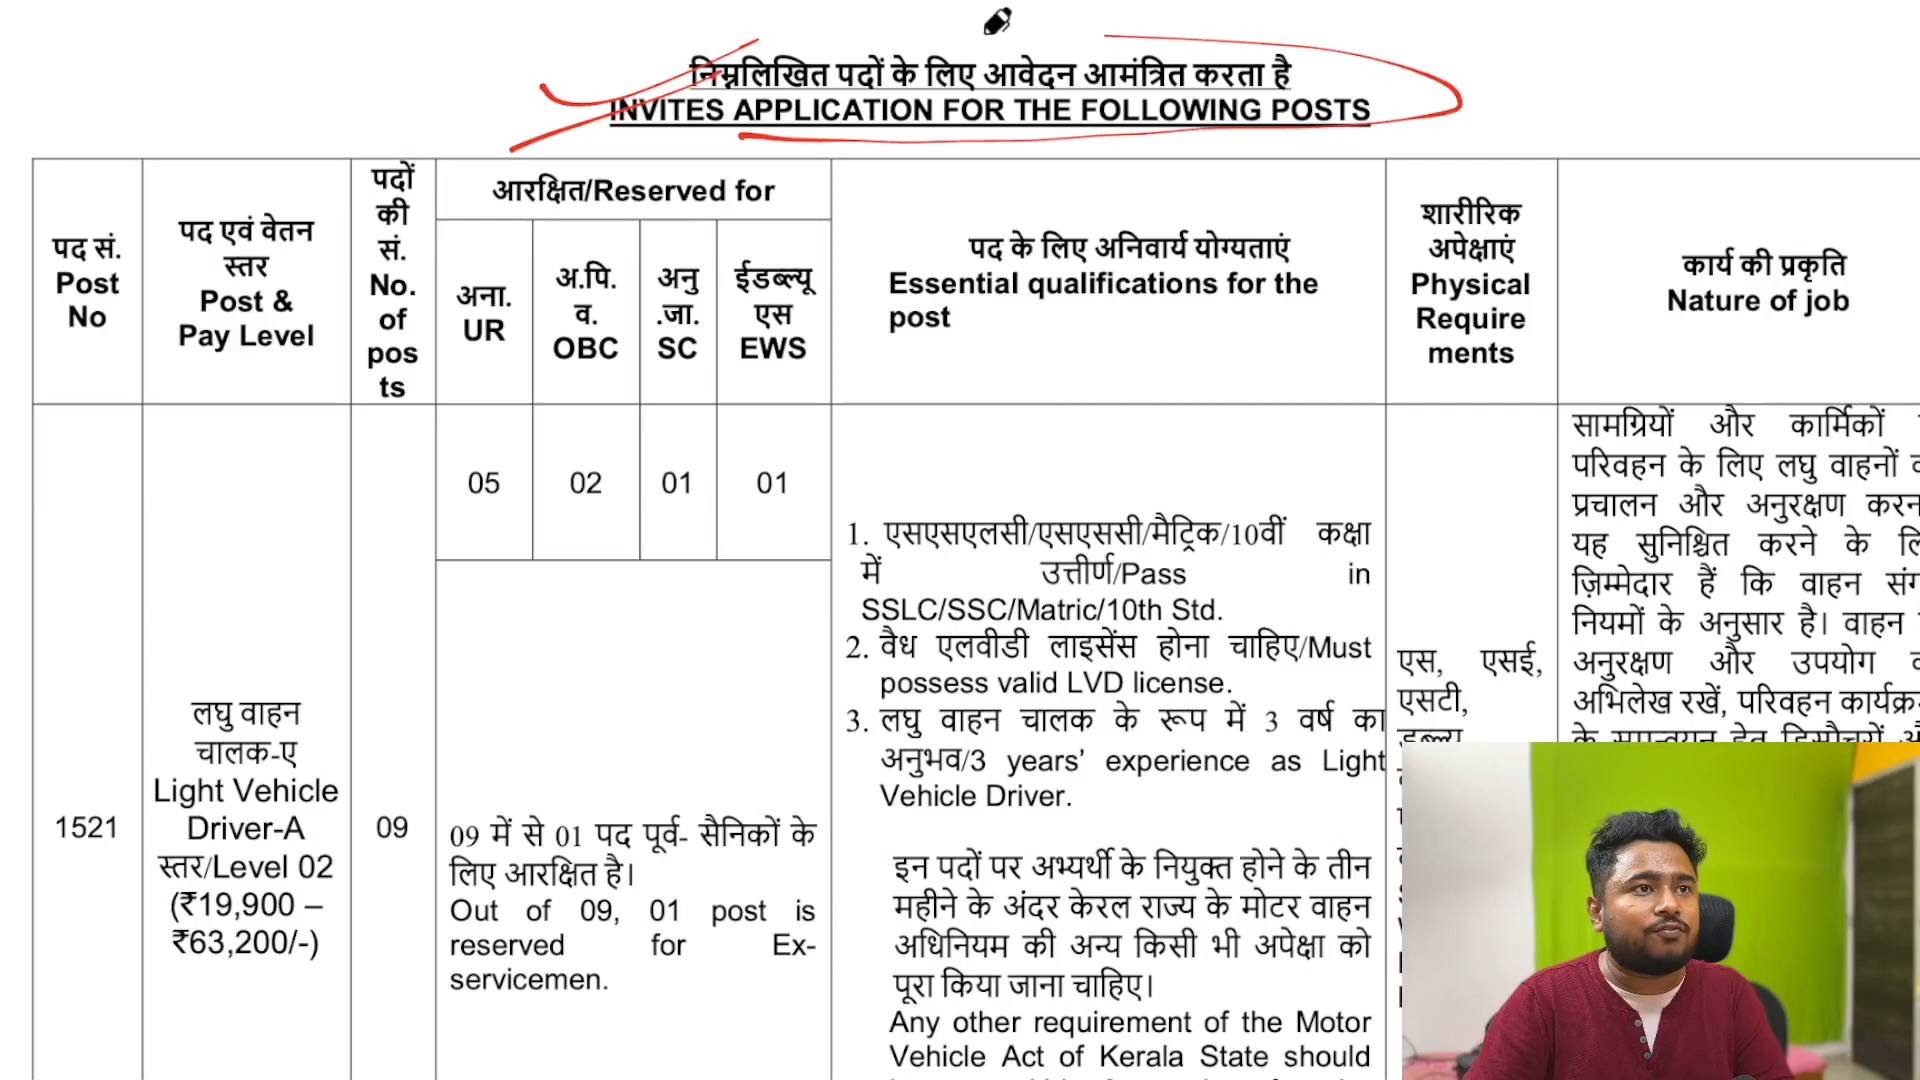 निम्नलिखित पदों के लिए आवेदन आमंत्रित करता है
INVITES APPLICATION FOR THE FOLLOWING POSTS
पद सं.
Post
No
पद एवं वेतन
स्तर
Post &
Pay Level
पदों
की
सं.
No.
of
pos
ts
आरक्षित/Reserved for
अना.
UR
अ.पि.
व.
OBC
अनु
.जा.
SC
ईडब्ल्यू
एस
EWS
पद के लिए अनिवार्य योग्यताएं
Essential qualifications for the
post
शारीरिक
अपेक्षाएं
Physical
Require
ments
कार्य की प्रकृति
Nature of job
1521
लघु वाहन
चालक-ए
Light Vehicle
Driver-A
स्तर/Level 02
(₹19,900 –
₹63,200/-)
09
05
02
01
01
09 में से 01 पद पूर्व- सैनिकों के
लिए आरक्षित है।
Out of 09, 01 post is
reserved for Ex-
servicemen.
1. एसएसएलसी/एसएससी/मैट्रिक/10वीं कक्षा
में उत्तीर्ण/Pass in
SSLC/SSC/Matric/10th Std.
2. वैध एलवीडी लाइसेंस होना चाहिए/Must
possess valid LVD license.
3. लघु वाहन चालक के रूप में 3 वर्ष का
अनुभव/3 years’ experience as Light
Vehicle Driver.
इन पदों पर अभ्यर्थी के नियुक्त होने के तीन
महीने के अंदर केरल राज्य के मोटर वाहन
अधिनियम की अन्य किसी भी अपेक्षा को
पूरा किया जाना चाहिए।
Any other requirement of the Motor
Vehicle Act of Kerala State should
एस, एसई,
एसटी,
सामग्रियों और कार्मिकों
परिवहन के लिए लघु वाहनों
प्रचालन और अनुरक्षण
यह सुनिश्चित करने के
ज़िम्मेदार हैं कि वाहन
नियमों के अनुसार है। वाहन
अनुरक्षण और उपयोग
अभिलेख रखें, परिवहन